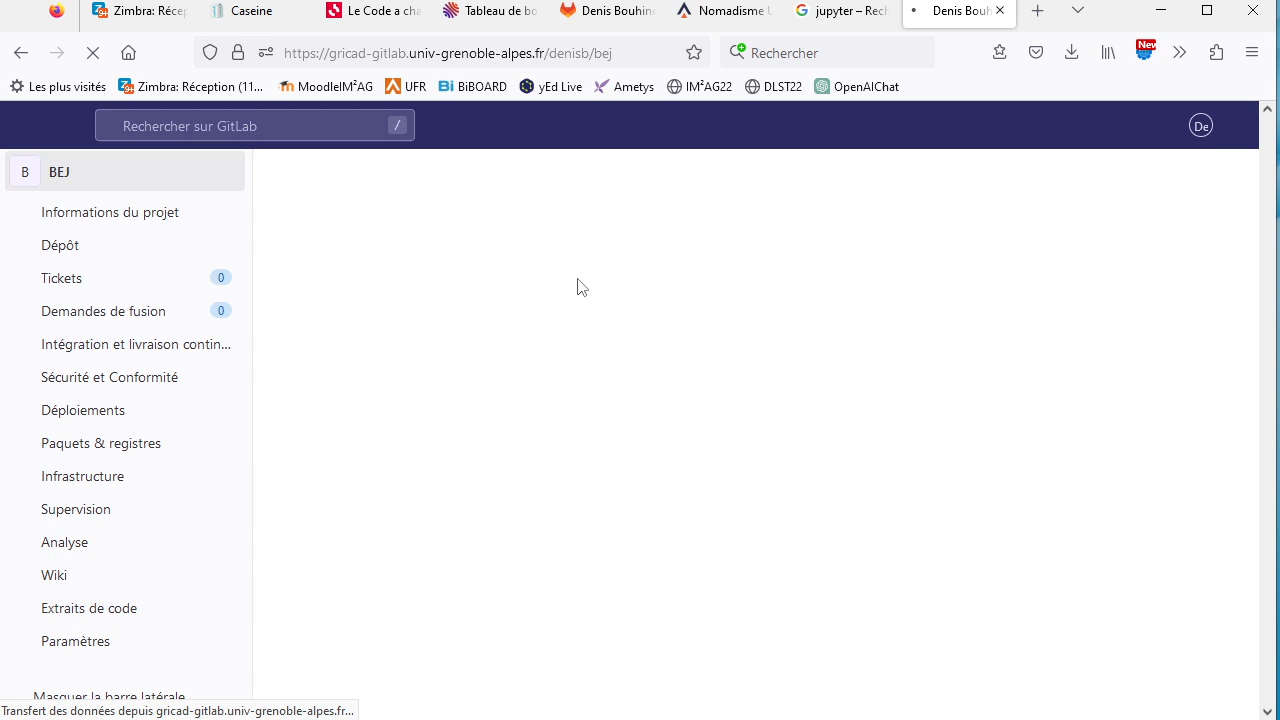 Zimbra: Récep
Caseine
Le Code a cha
Tableau de bo
Denis Bouhin
Nomadisme U
jupyter – Rech
Denis Bouh
https://gricad-gitlab.univ-grenoble-alpes.fr/denisb/bej
Rechercher
New
Les plus visités
Zimbra: Réception (11...
MoodleIM²AG
UFR
BiBOARD
yEd Live
Ametys
IM²AG22
DLST22
OpenAIChat
Rechercher sur GitLab
/
De
B
BEJ
Informations du projet
Dépôt
Tickets
0
Demandes de fusion
0
Intégration et livraison contin...
Sécurité et Conformité
Déploiements
Paquets & registres
Infrastructure
Supervision
Analyse
Wiki
Extraits de code
Paramètres
Masquer la barre latérale
Transfert des données depuis gricad-gitlab.univ-grenoble-alpes.fr...